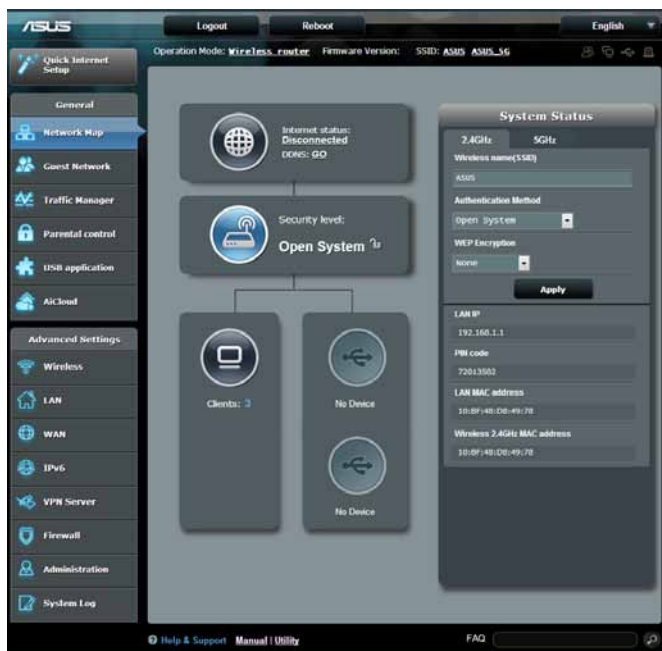 ASUS
Logout
Reboot
English
Operation Mode: Wireless router Firmware Version: SSID: ASUS ASUS_5G
Quick Internet
Setup
General
Network Map
Guest Network
Traffic Manager
Parental control
USB application
AiCloud
Advanced Settings
Wireless
LAN
WAN
IPv6
VPN Server
Firewall
Administration
System Log
Internet status:
Disconnected
DDNS: GO
Security level:
Open System
Clients: 3
No Device
No Device
System Status
2.4GHz 5GHz
Wireless name(SSID)
ASUS
Authentication Method
Open System
WEP Encryption
None
Apply
LAN IP
192.168.1.1
PIN code
72013502
LAN MAC address
10:BF:48:D8:49:78
Wireless 2.4GHz MAC address
10:BF:48:D8:49:78
Help & Support Manual | Utility
FAQ